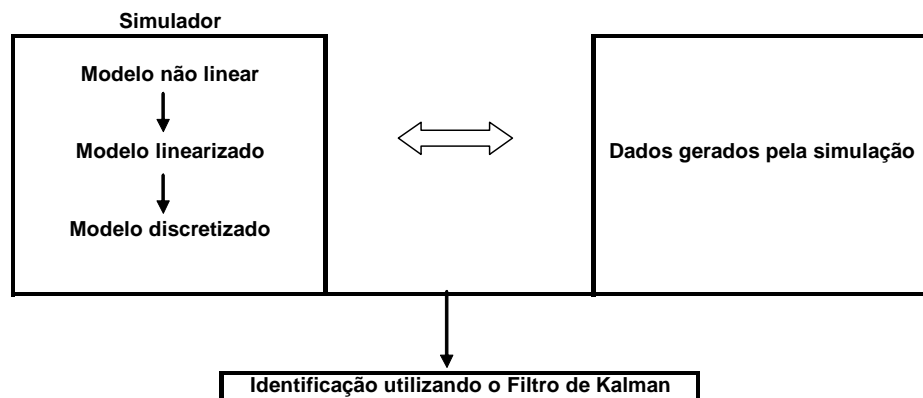 Simulador
Modelo não linear
Modelo linearizado
Dados gerados pela simulação
Modelo discretizado
Identificação utilizando o Filtro de Kalman